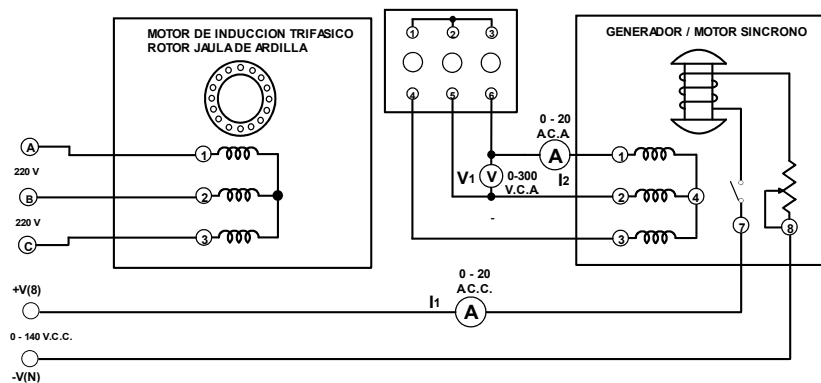 MOTOR DE INDUCCION TRIFASICO
ROTOR JAULA DE ARDILLA
A
220 V
B
220 V
C
1
2
3
1 2 3
4 5 6
0 - 20
A.C.A.
A
I2
V1
V
0-300
V.C.A
-
GENERADOR / MOTOR SINCRONO
1
2
3
4
7
8
+V(8)
0 - 140 V.C.C.
-V(N)
I1
0 - 20
A.C.C.
A